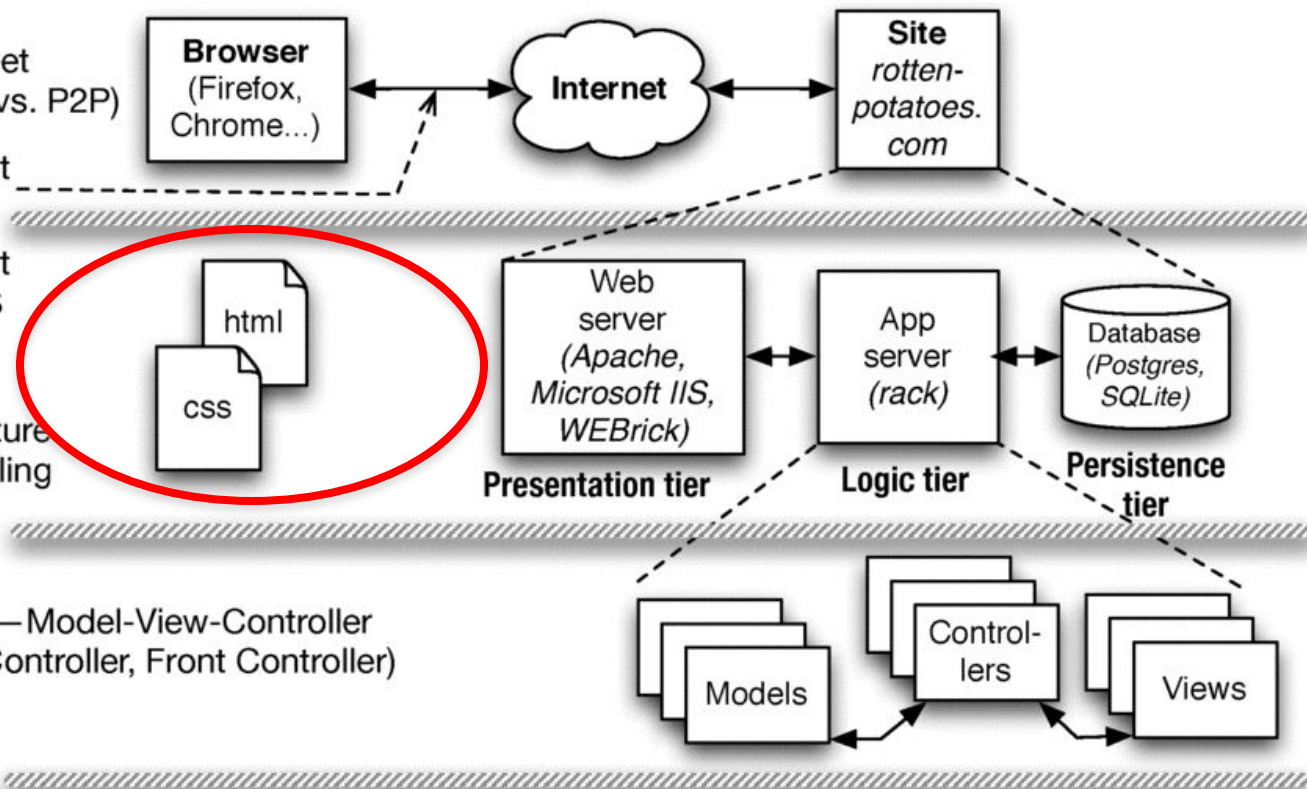 et
vs. P2P)
t
Browser
(Firefox,
Chrome...)
Internet
Site
rotten-
potatoes.
com
t
s
ture
ling
html
css
Web
server
(Apache,
Microsoft IIS,
WEBrick)
Presentation tier
App
server
(rack)
Logic tier
Database
(Postgres,
SQLite)
Persistence
tier
—Model-View-Controller
Controller, Front Controller)
Models
Control-
lers
Views